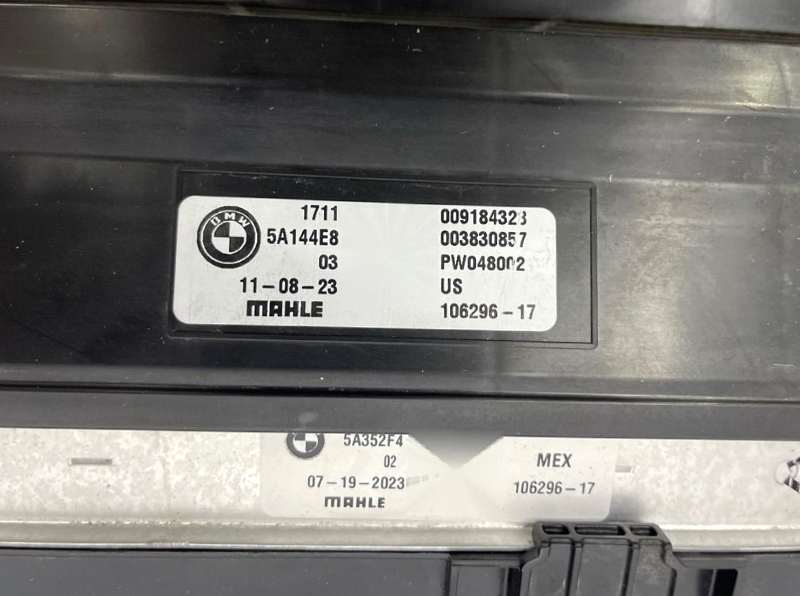 BMW
1711 009184323
5A144E8 003830857
03 PW048002
11-08-23 US
MAHLE 106296-17
5A352F4
02 MEX
07-19-2023 106296-17
MAHLE